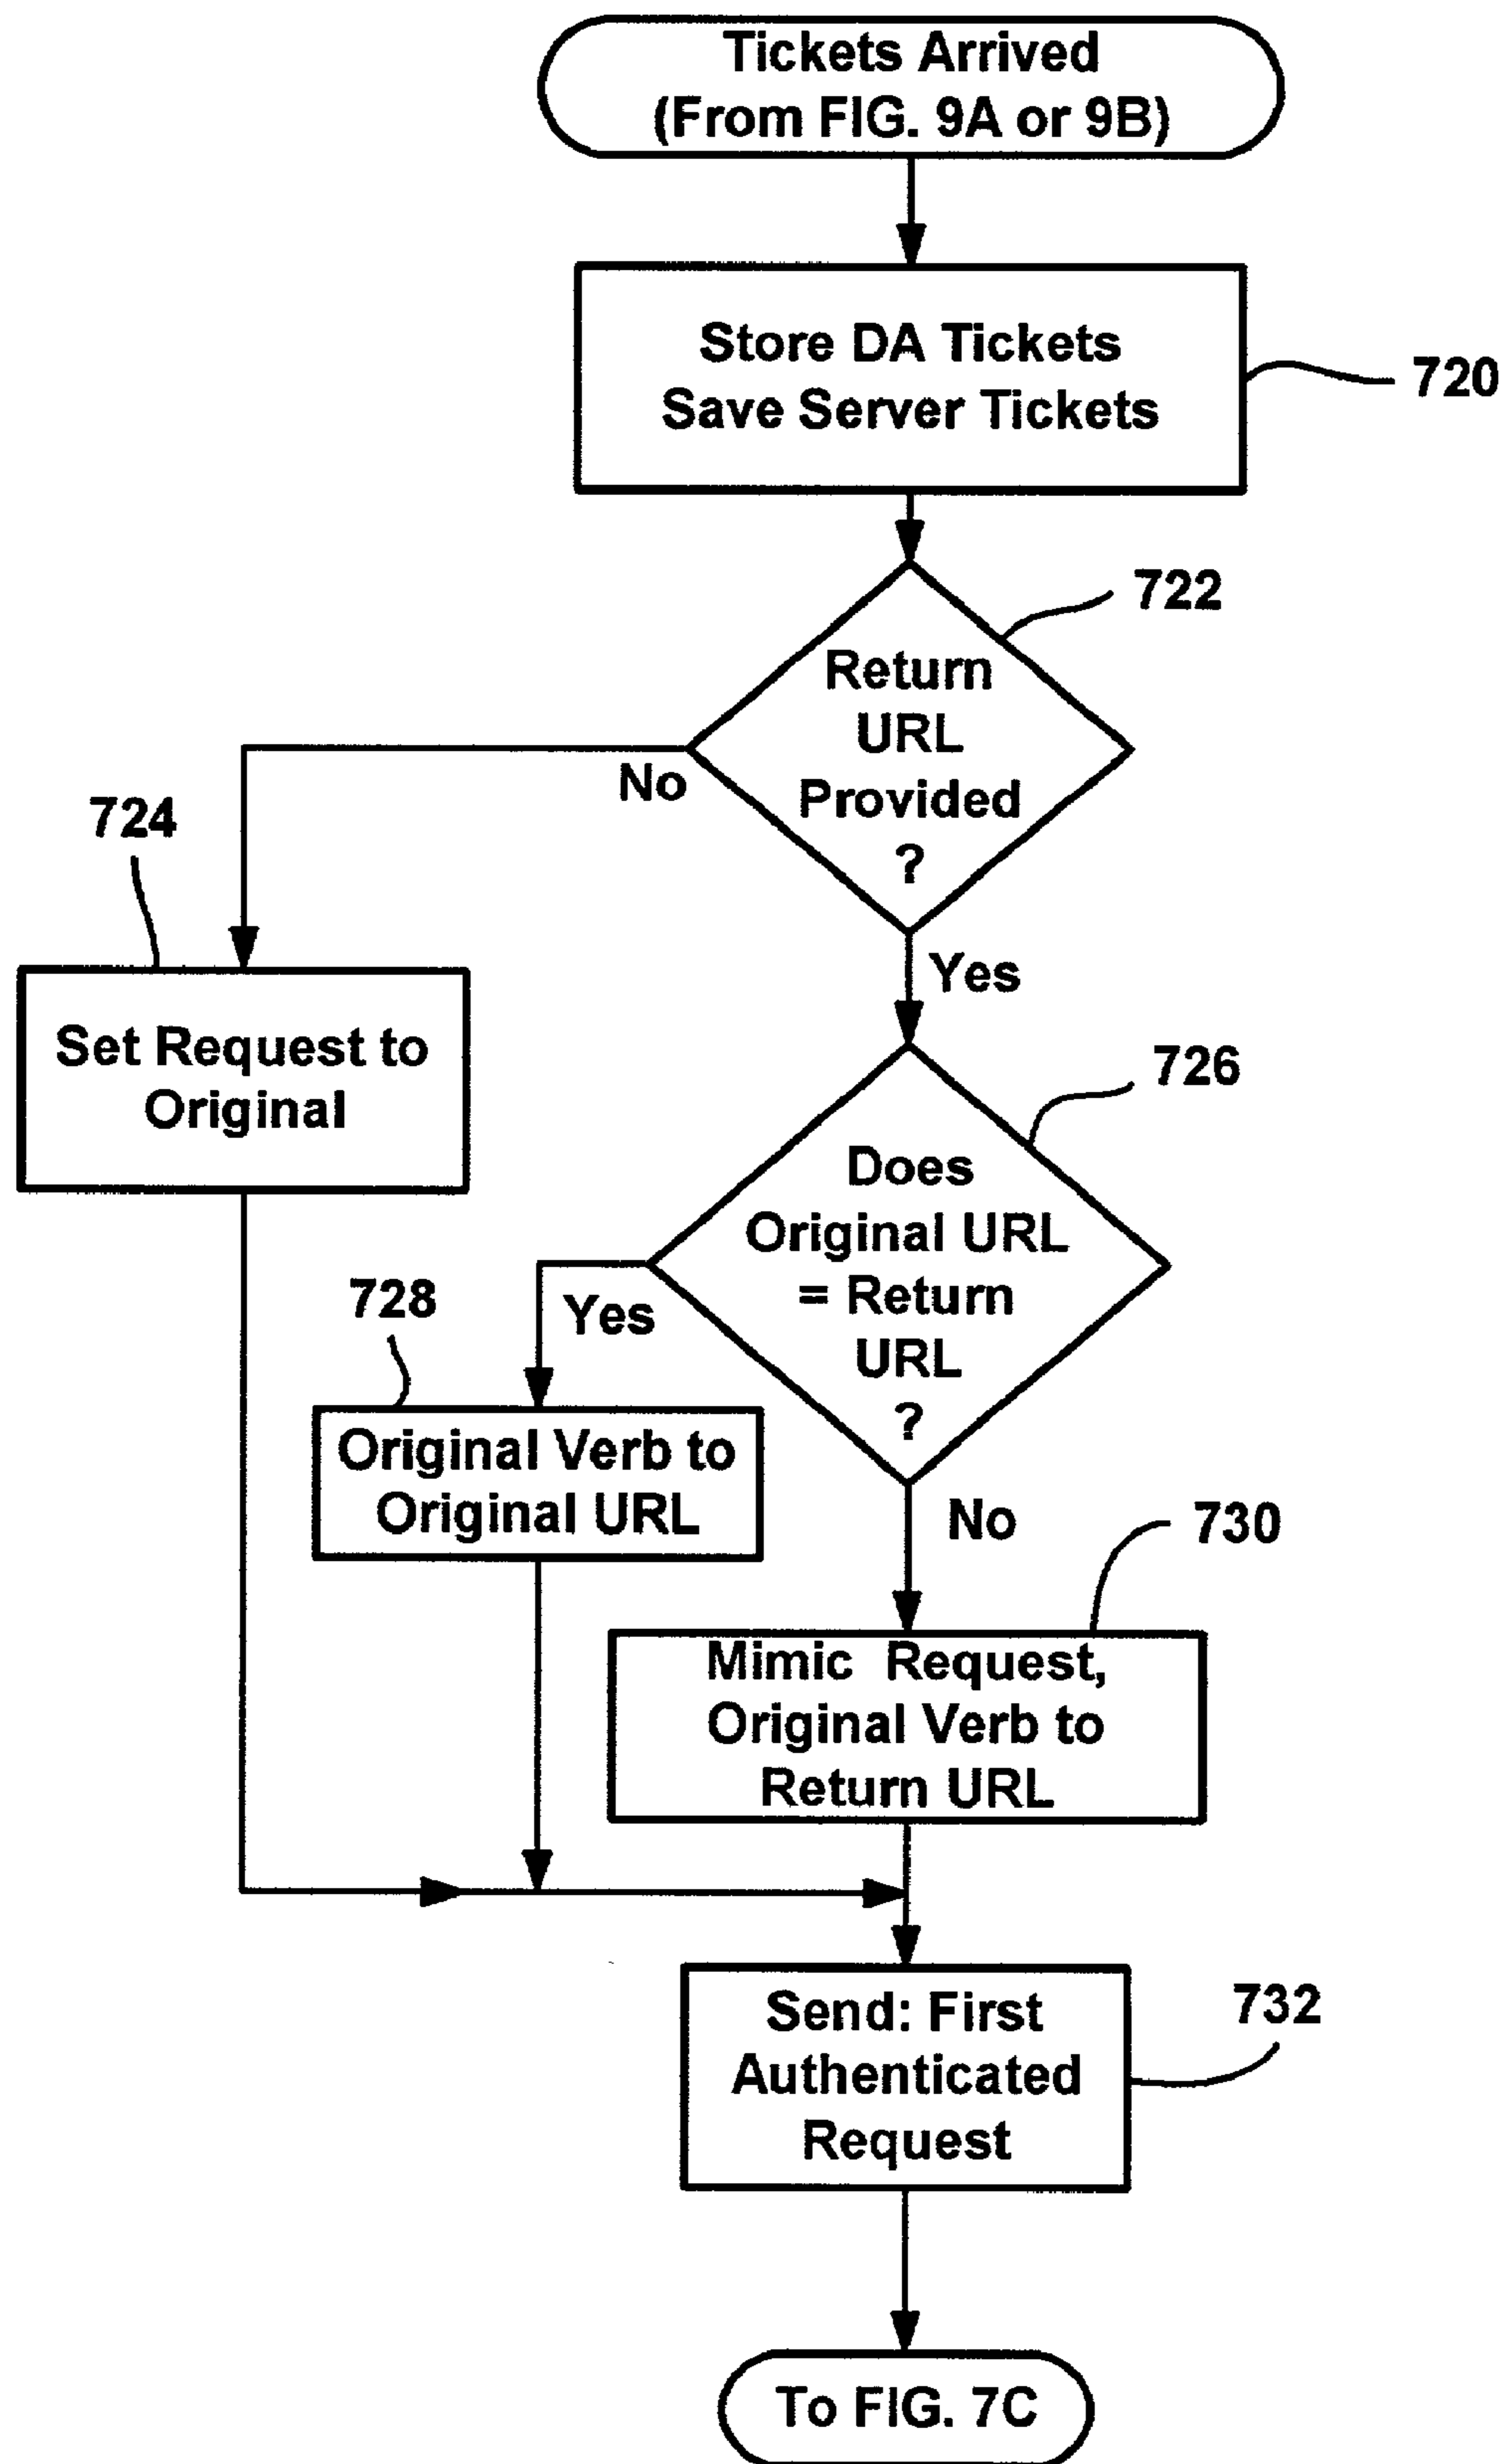 Tickets Arrived
(From FIG. 9A or 9B)
Store DA Tickets
Save Server Tickets
720
722
Return
URL
Provided
?
No
Yes
724
Set Request to
Original
726
Does
Original URL
= Return
URL
?
Yes
No
728
Original Verb to
Original URL
730
Mimic Request,
Original Verb to
Return URL
Send: First
Authenticated
Request
732
To FIG. 7C